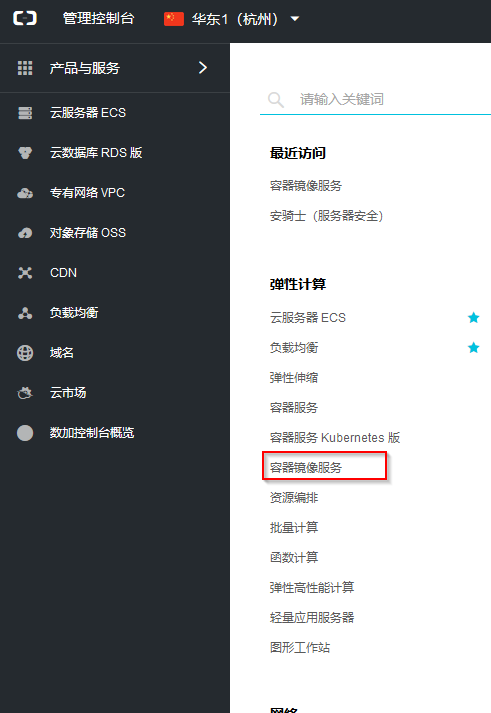 管理控制台 华东1（杭州）
产品与服务
云服务器 ECS
云数据库 RDS 版
专有网络 VPC
对象存储 OSS
CDN
负载均衡
域名
云市场
数加控制台概览
请输入关键词
最近访问
容器镜像服务
安骑士（服务器安全）
弹性计算
云服务器 ECS
负载均衡
弹性伸缩
容器服务
容器服务 Kubernetes 版
容器镜像服务
资源编排
批量计算
函数计算
弹性高性能计算
轻量应用服务器
图形工作站
网络